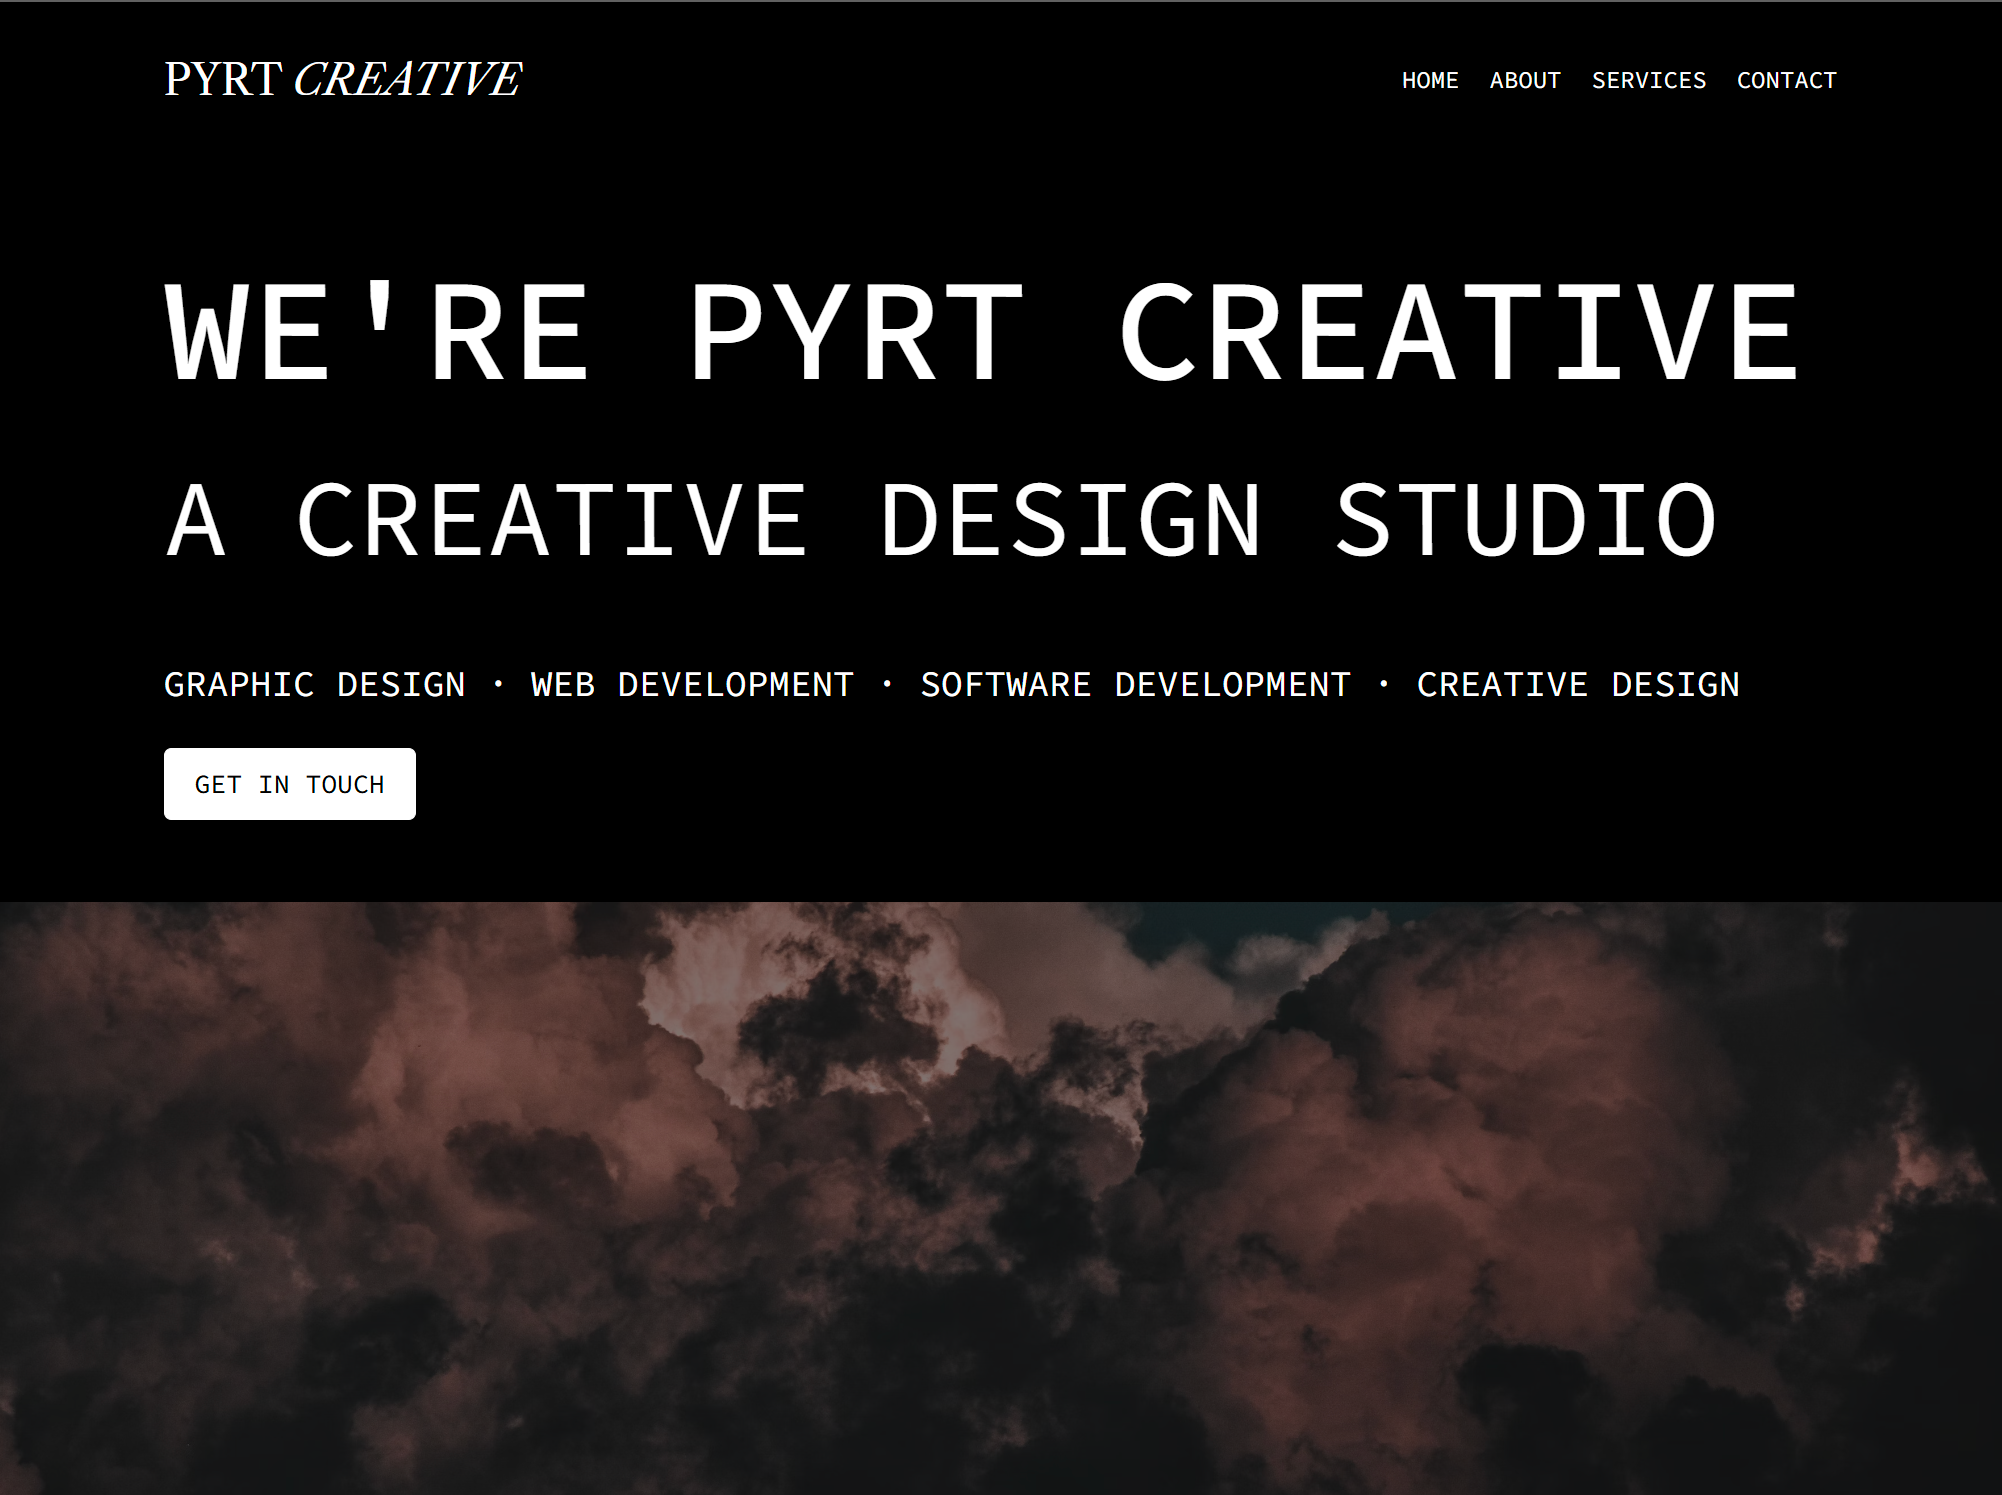 PYRT CREATIVE
HOME ABOUT SERVICES CONTACT
WE'RE PYRT CREATIVE
A CREATIVE DESIGN STUDIO
GRAPHIC DESIGN · WEB DEVELOPMENT · SOFTWARE DEVELOPMENT · CREATIVE DESIGN
GET IN TOUCH